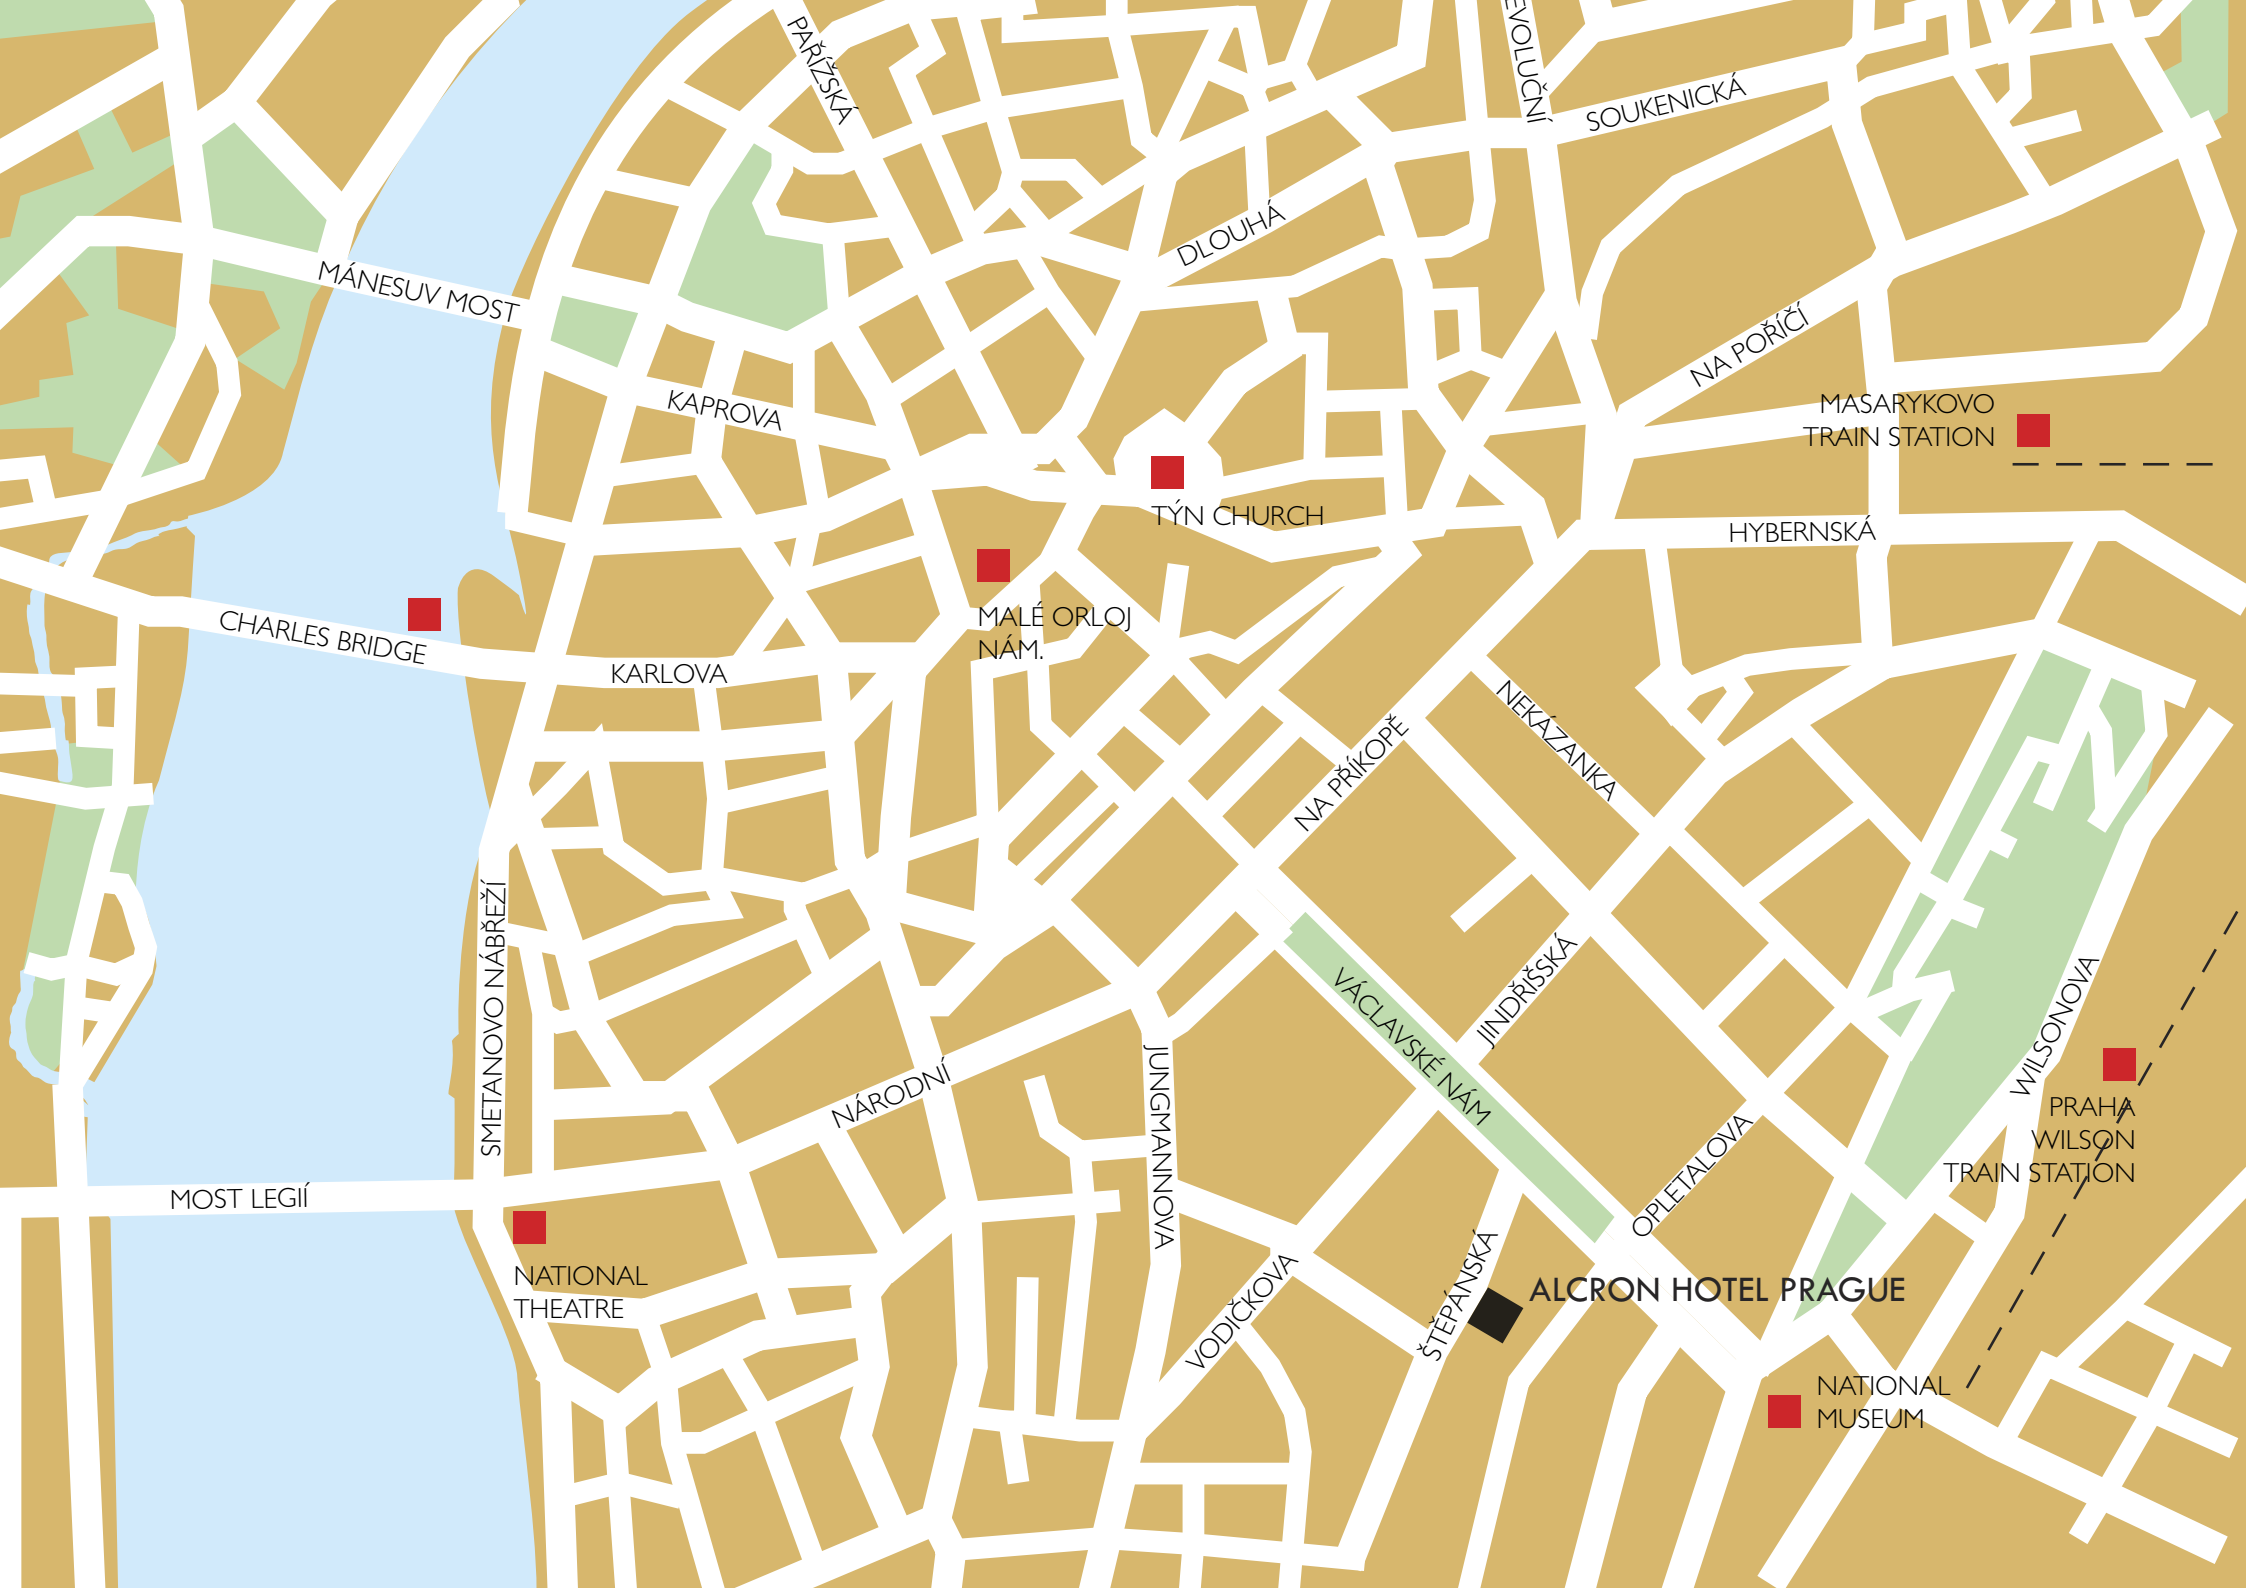 PAŘÍŽSKÁ
EVOLUČNÍ
SOUKENICKÁ
DLOUHÁ
MÁNESUV MOST
NA POŘÍČÍ
KAPROVA
MASARYKOVO
TRAIN STATION
TÝN CHURCH
HYBERNSKÁ
CHARLES BRIDGE
MALÉ ORLOJ
NÁM.
KARLOVA
NEKÁZANKA
NA PŘÍKOPĚ
SMETANOVO NÁBŘEŽÍ
VÁCLAVSKÉ NÁM
JINDŘIŠSKÁ
WILSONOVA
NÁRODNÍ
JUNGMANNOVA
PRAHA
WILSON
TRAIN STATION
OPLETALOVA
MOST LEGIÍ
NATIONAL
THEATRE
VODIČKOVA
ŠTĚPÁNSKÁ
ALCRON HOTEL PRAGUE
NATIONAL
MUSEUM